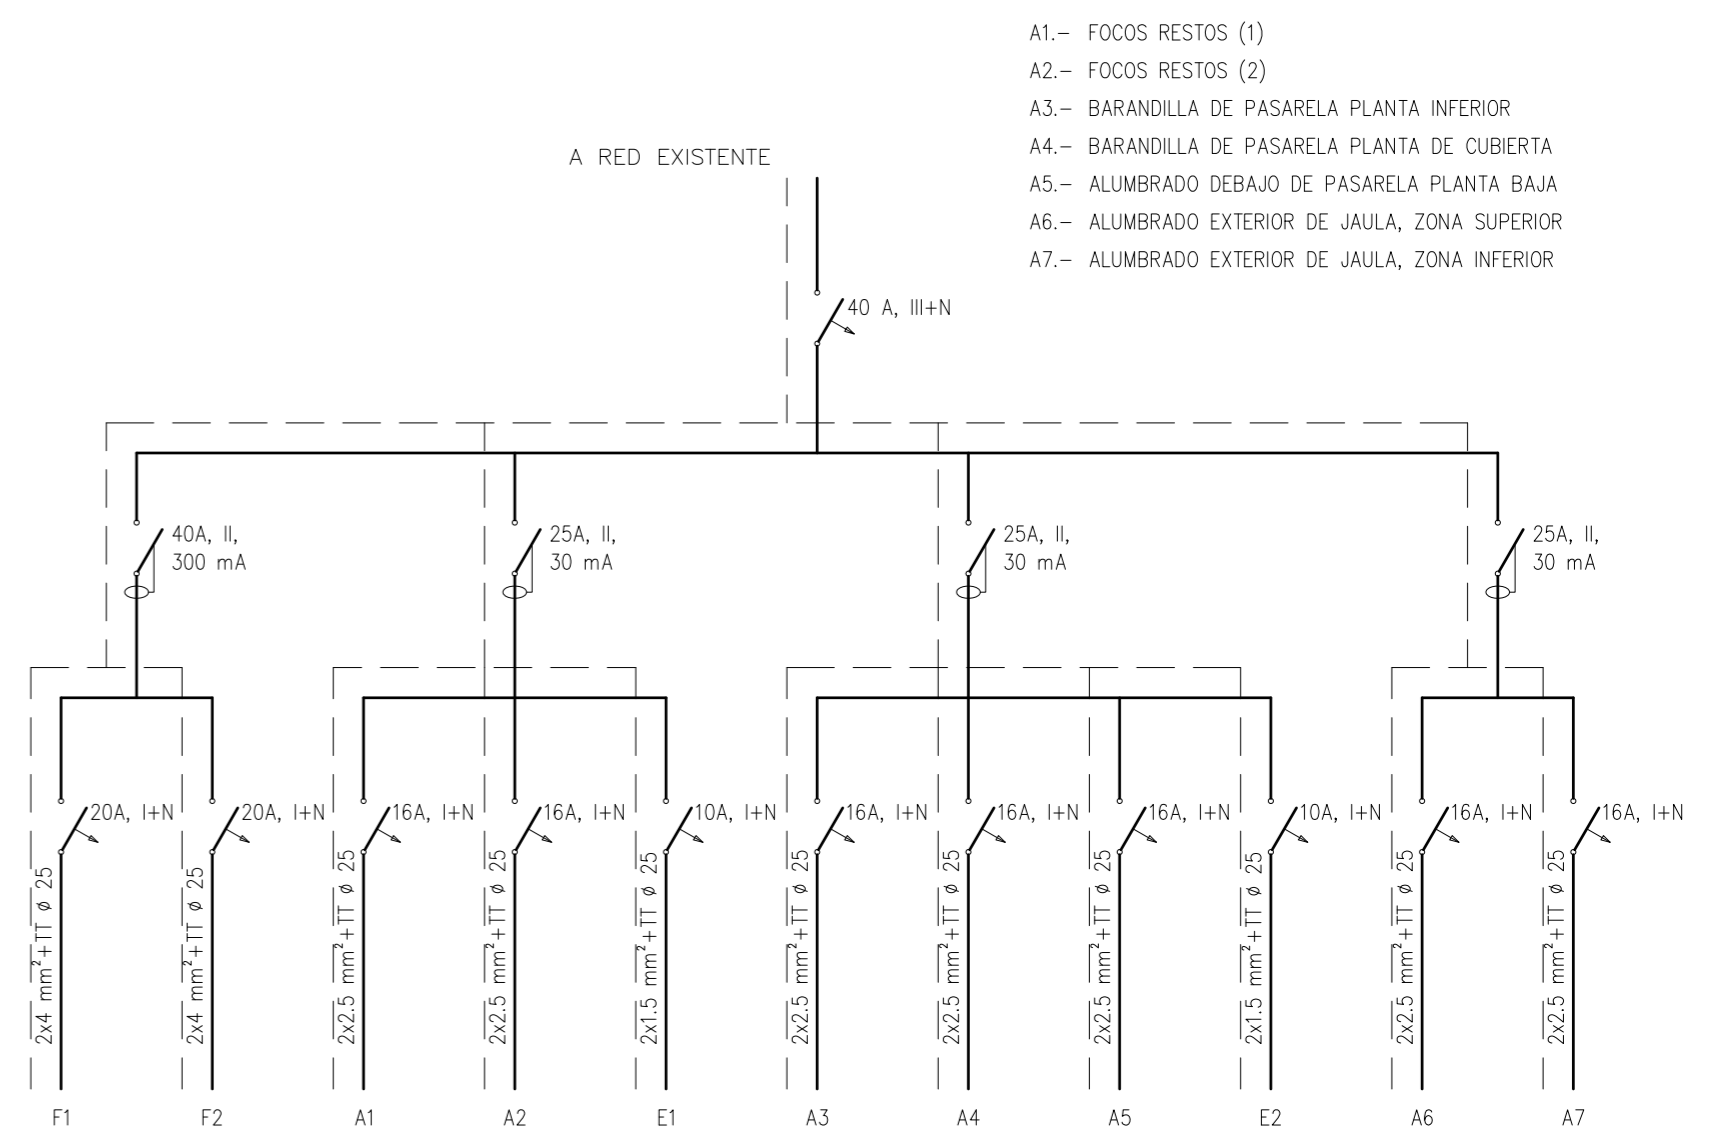 A1.- FOCOS RESTOS (1)
A2.- FOCOS RESTOS (2)
A3.- BARANDILLA DE PASARELA PLANTA INFERIOR
A4.- BARANDILLA DE PASARELA PLANTA DE CUBIERTA
A5.- ALUMBRADO DEBAJO DE PASARELA PLANTA BAJA
A6.- ALUMBRADO EXTERIOR DE JAULA, ZONA SUPERIOR
A7.- ALUMBRADO EXTERIOR DE JAULA, ZONA INFERIOR
A RED EXISTENTE
40 A, III+N
40A, II,
300 mA
25A, II,
30 mA
25A, II,
30 mA
25A, II,
30 mA
20A, I+N
20A, I+N
16A, I+N
16A, I+N
10A, I+N
16A, I+N
16A, I+N
16A, I+N
10A, I+N
16A, I+N
16A, I+N
2x4 mm²+TT ø 25
2x4 mm²+TT ø 25
2x2.5 mm²+TT ø 25
2x2.5 mm²+TT ø 25
2x1.5 mm²+TT ø 25
2x2.5 mm²+TT ø 25
2x2.5 mm²+TT ø 25
2x2.5 mm²+TT ø 25
2x1.5 mm²+TT ø 25
2x2.5 mm²+TT ø 25
2x2.5 mm²+TT ø 25
F1
F2
A1
A2
E1
A3
A4
A5
E2
A6
A7